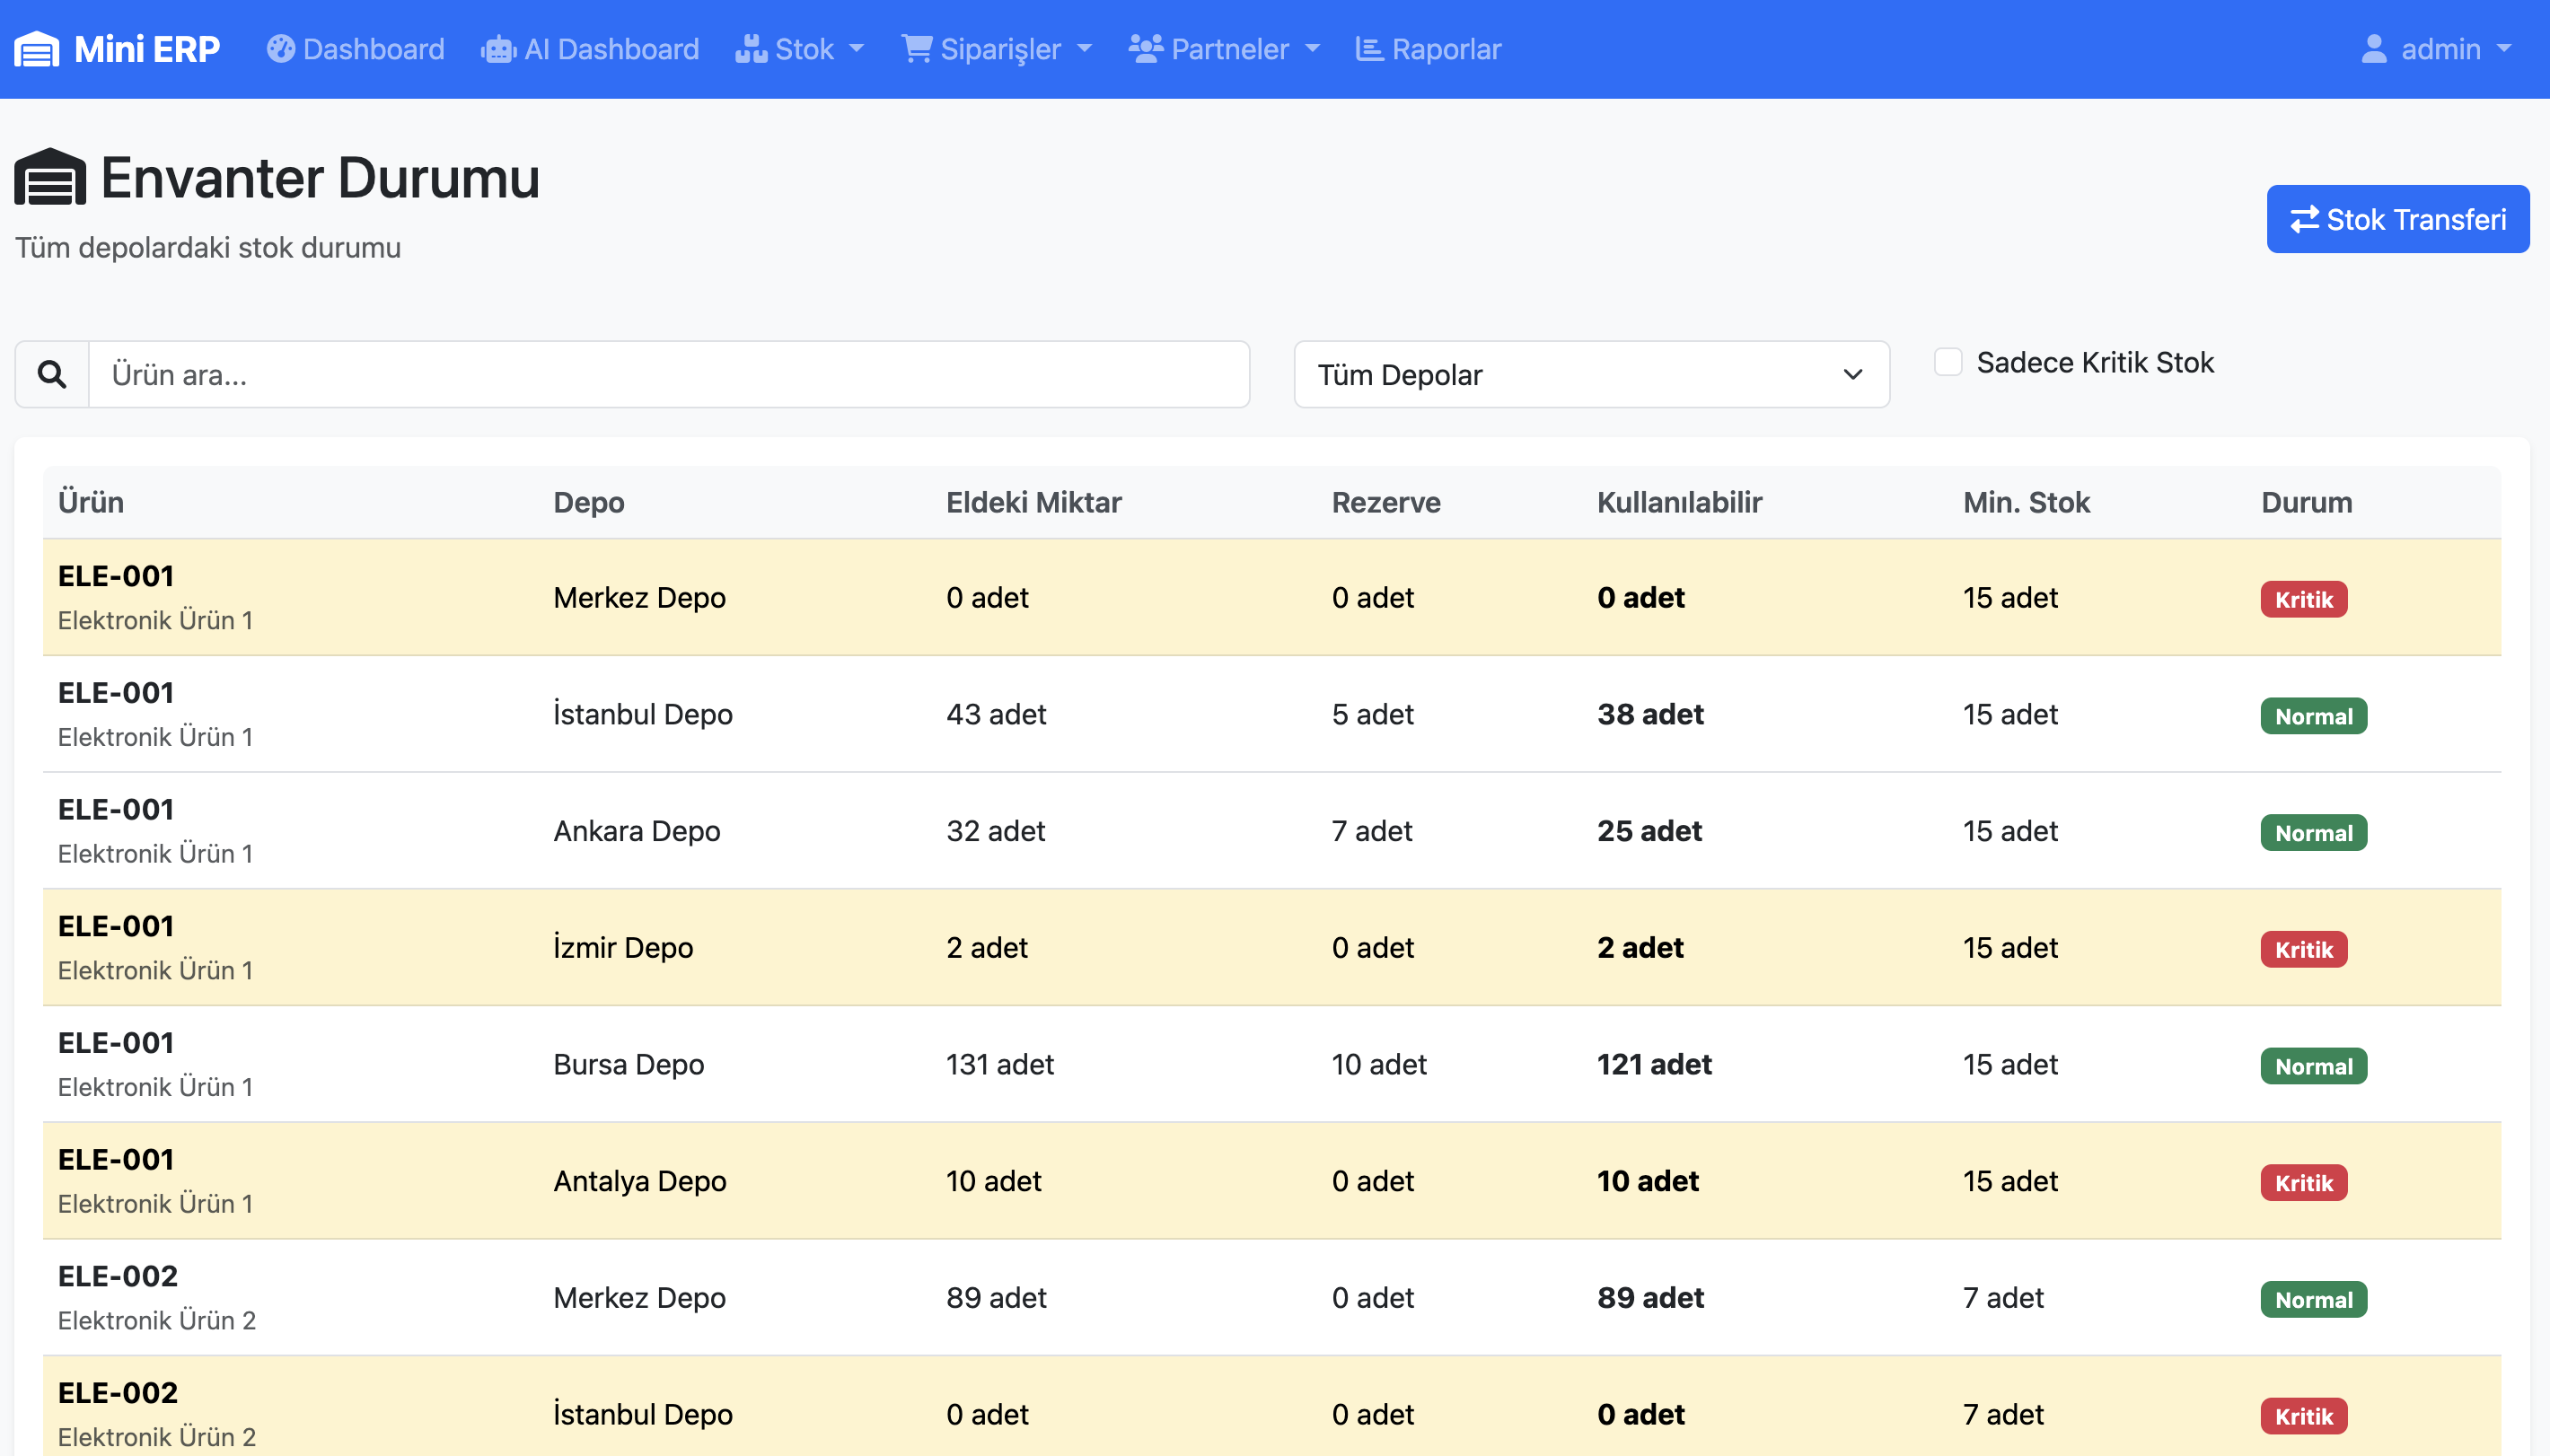 Mini ERP Dashboard AI Dashboard Stok Siparişler Partneler Raporlar admin
Envanter Durumu
Tüm depolardaki stok durumu
Stok Transferi
Ürün ara... Tüm Depolar Sadece Kritik Stok
Ürün Depo Eldeki Miktar Rezerve Kullanılabilir Min. Stok Durum
ELE-001
Elektronik Ürün 1 Merkez Depo 0 adet 0 adet 0 adet 15 adet Kritik
ELE-001
Elektronik Ürün 1 İstanbul Depo 43 adet 5 adet 38 adet 15 adet Normal
ELE-001
Elektronik Ürün 1 Ankara Depo 32 adet 7 adet 25 adet 15 adet Normal
ELE-001
Elektronik Ürün 1 İzmir Depo 2 adet 0 adet 2 adet 15 adet Kritik
ELE-001
Elektronik Ürün 1 Bursa Depo 131 adet 10 adet 121 adet 15 adet Normal
ELE-001
Elektronik Ürün 1 Antalya Depo 10 adet 0 adet 10 adet 15 adet Kritik
ELE-002
Elektronik Ürün 2 Merkez Depo 89 adet 0 adet 89 adet 7 adet Normal
ELE-002
Elektronik Ürün 2 İstanbul Depo 0 adet 0 adet 0 adet 7 adet Kritik